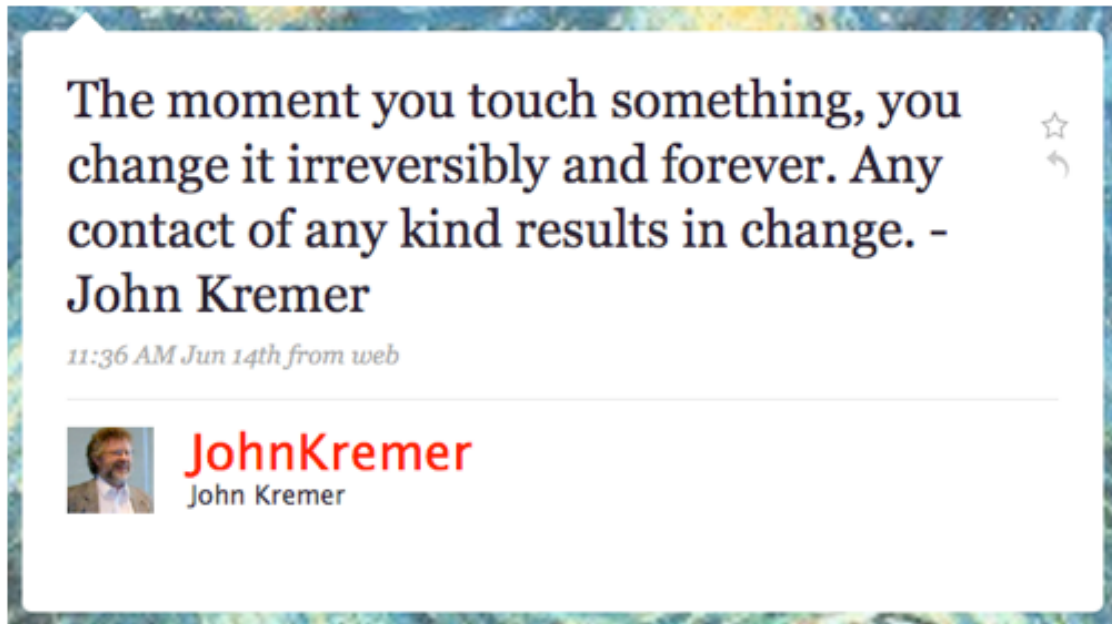 The moment you touch something, you
change it irreversibly and forever. Any
contact of any kind results in change. -
John Kremer
11:36 AM Jun 14th from web
JohnKremer
John Kremer